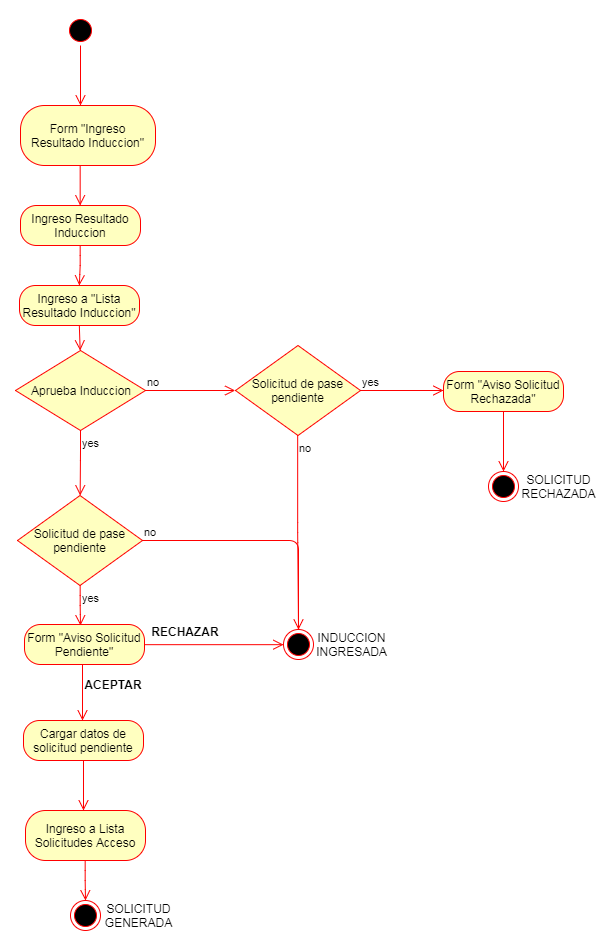 Form "Ingreso
Resultado Induccion"
Ingreso Resultado
Induccion
Ingreso a "Lista
Resultado Induccion"
Aprueba Induccion
no
Solicitud de pase
pendiente
yes
Form "Aviso Solicitud
Rechazada"
yes
no
SOLICITUD
RECHAZADA
Solicitud de pase
pendiente
no
yes
Form "Aviso Solicitud
Pendiente"
RECHAZAR
INDUCCION
INGRESADA
ACEPTAR
Cargar datos de
solicitud pendiente
Ingreso a Lista
Solicitudes Acceso
SOLICITUD
GENERADA